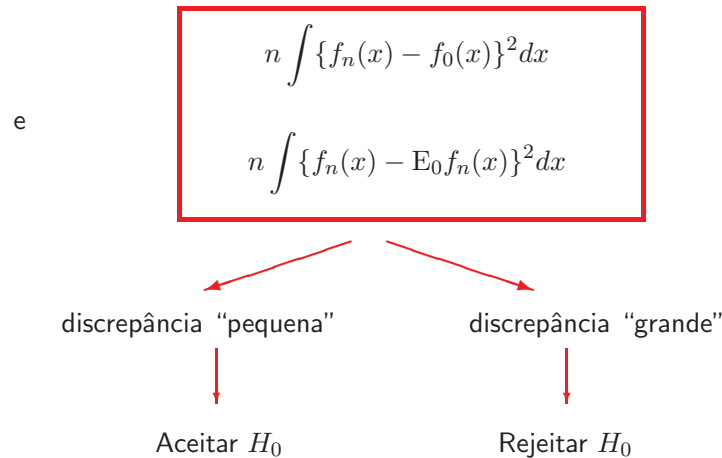 n ∫ {f_n(x) − f_0(x)}^2 dx
e
n ∫ {f_n(x) − E_0 f_n(x)}^2 dx
discrepância “pequena” discrepância “grande”
Aceitar H_0 Rejeitar H_0